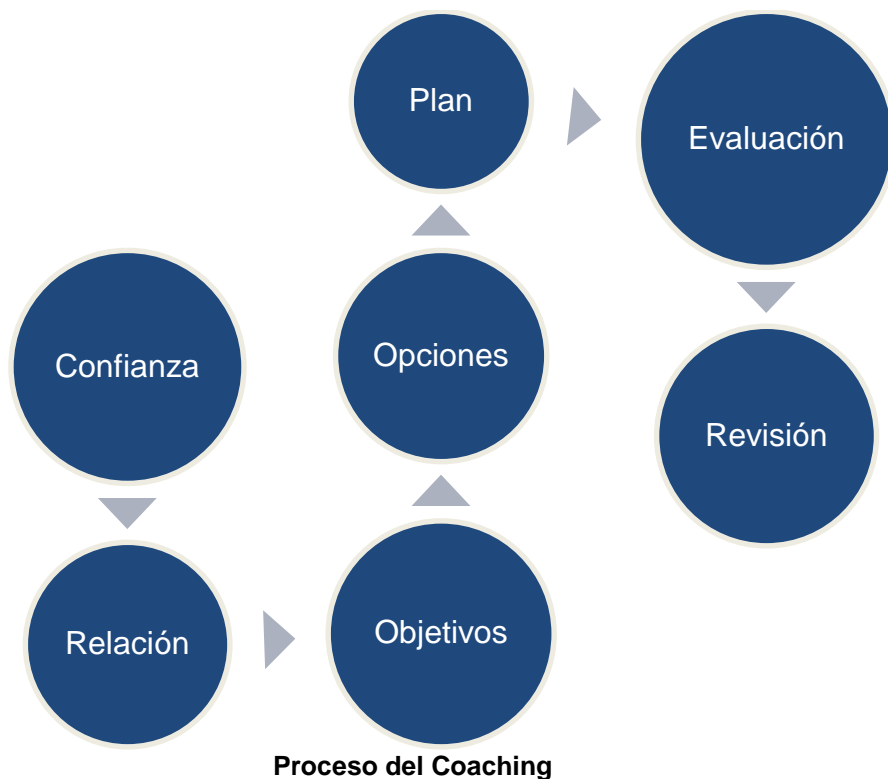 Confianza
Relación
Objetivos
Opciones
Plan
Evaluación
Revisión
Proceso del Coaching